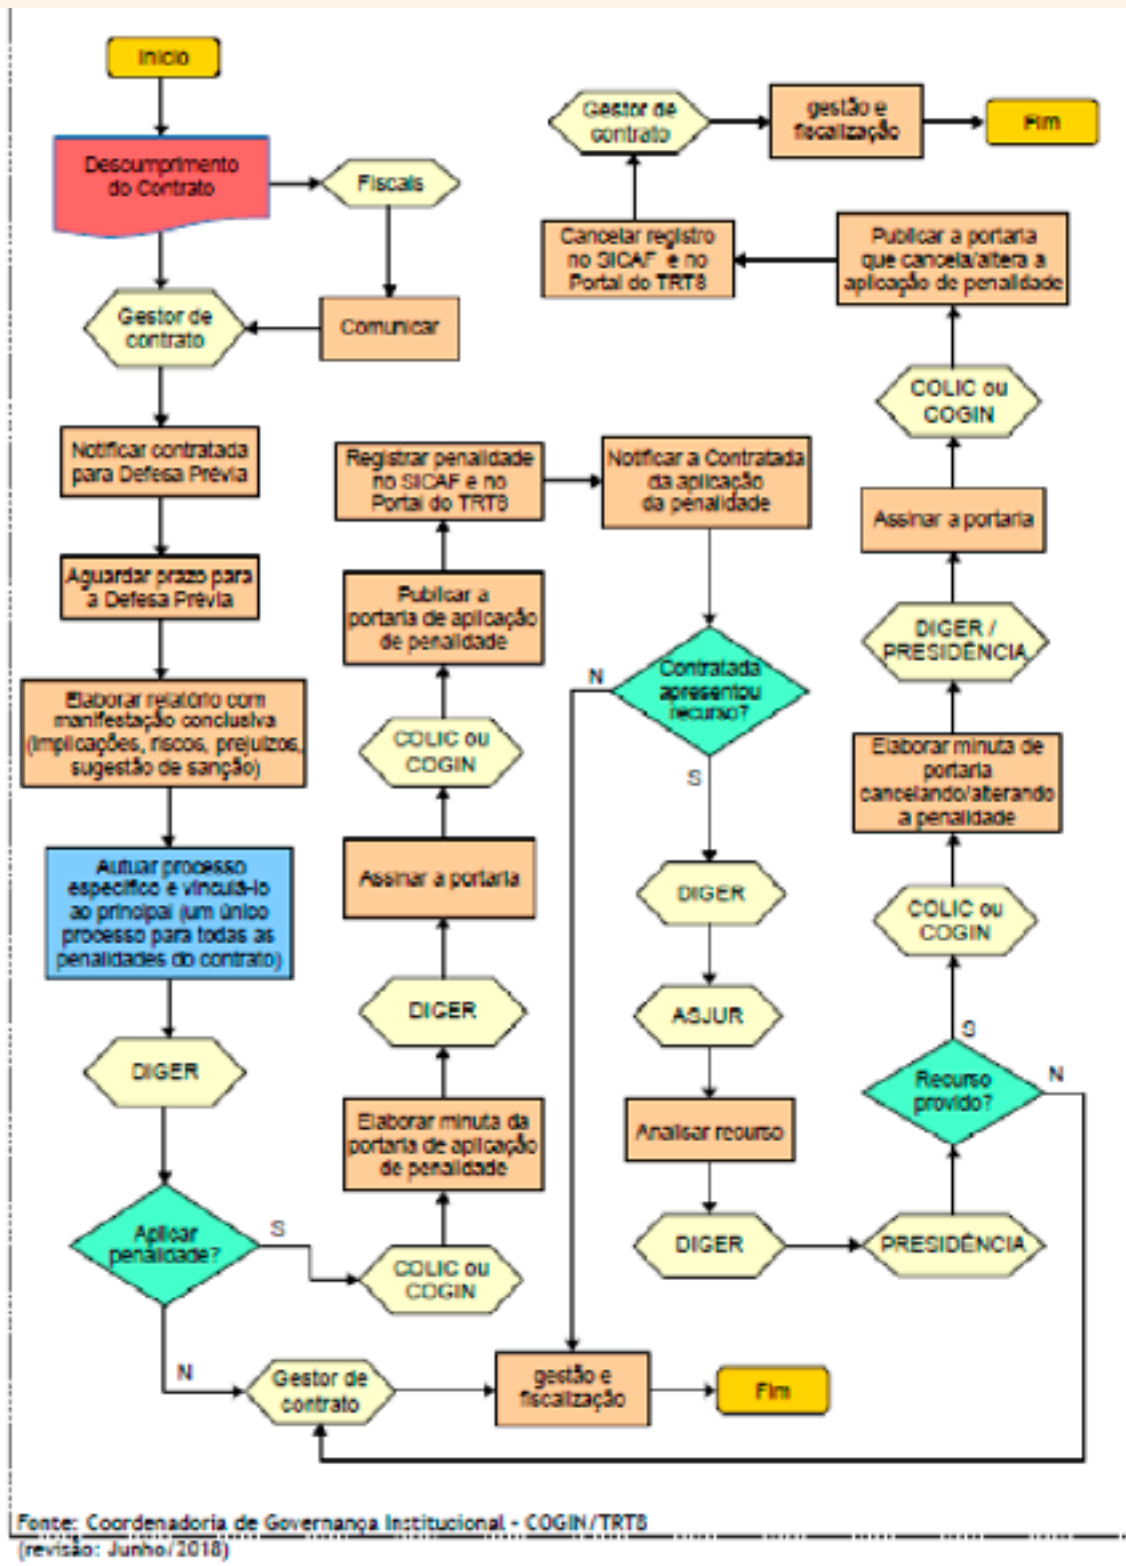 Início
Descumprimento
do Contrato
Fiscais
Comunicar
Gestor de
contrato
Notificar contratada
para Defesa Prévia
Aguardar prazo para
a Defesa Prévia
Elaborar relatório com
manifestação conclusiva
(implicações, riscos, prejuízos,
sugestão de sanção)
Autuar processo
específico e vinculá-lo
ao principal (um único
processo para todas as
penalidades do contrato)
DIGER
Aplicar
penalidade?
S
N
COLIC ou
COGIN
Elaborar minuta da
portaria de aplicação
de penalidade
DIGER
Assinar a portaria
COLIC ou
COGIN
Publicar a
portaria de aplicação
de penalidade
Registrar penalidade
no SICAF e no
Portal do TRT8
Notificar a Contratada
da aplicação
da penalidade
Contratada
apresentou
recurso?
N
S
DIGER
ASJUR
Analisar recurso
DIGER
PRESIDÊNCIA
Recurso
provido?
S
N
COLIC ou
COGIN
Elaborar minuta de
portaria
cancelando/alterando
a penalidade
DIGER /
PRESIDÊNCIA
Assinar a portaria
COLIC ou
COGIN
Publicar a portaria
que cancela/altera a
aplicação de penalidade
Cancelar registro
no SICAF e no
Portal do TRT8
Gestor de
contrato
gestão e
fiscalização
Fim
Gestor de
contrato
gestão e
fiscalização
Fim
Fonte: Coordenadoria de Governança Institucional - COGIN/TRT8
(revisão: Junho/2018)